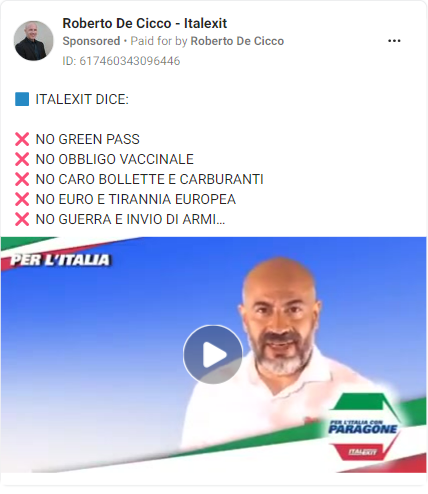 Roberto De Cicco - Italexit
Sponsored • Paid for by Roberto De Cicco
ID: 617460343096446
ITALEXIT DICE:
NO GREEN PASS
NO OBBLIGO VACCINALE
NO CARO BOLLETTE E CARBURANTI
NO EURO E TIRANNIA EUROPEA
NO GUERRA E INVIO DI ARMI...
PER L'ITALIA
PER L'ITALIA CON
PARAGONE
ITALEXIT